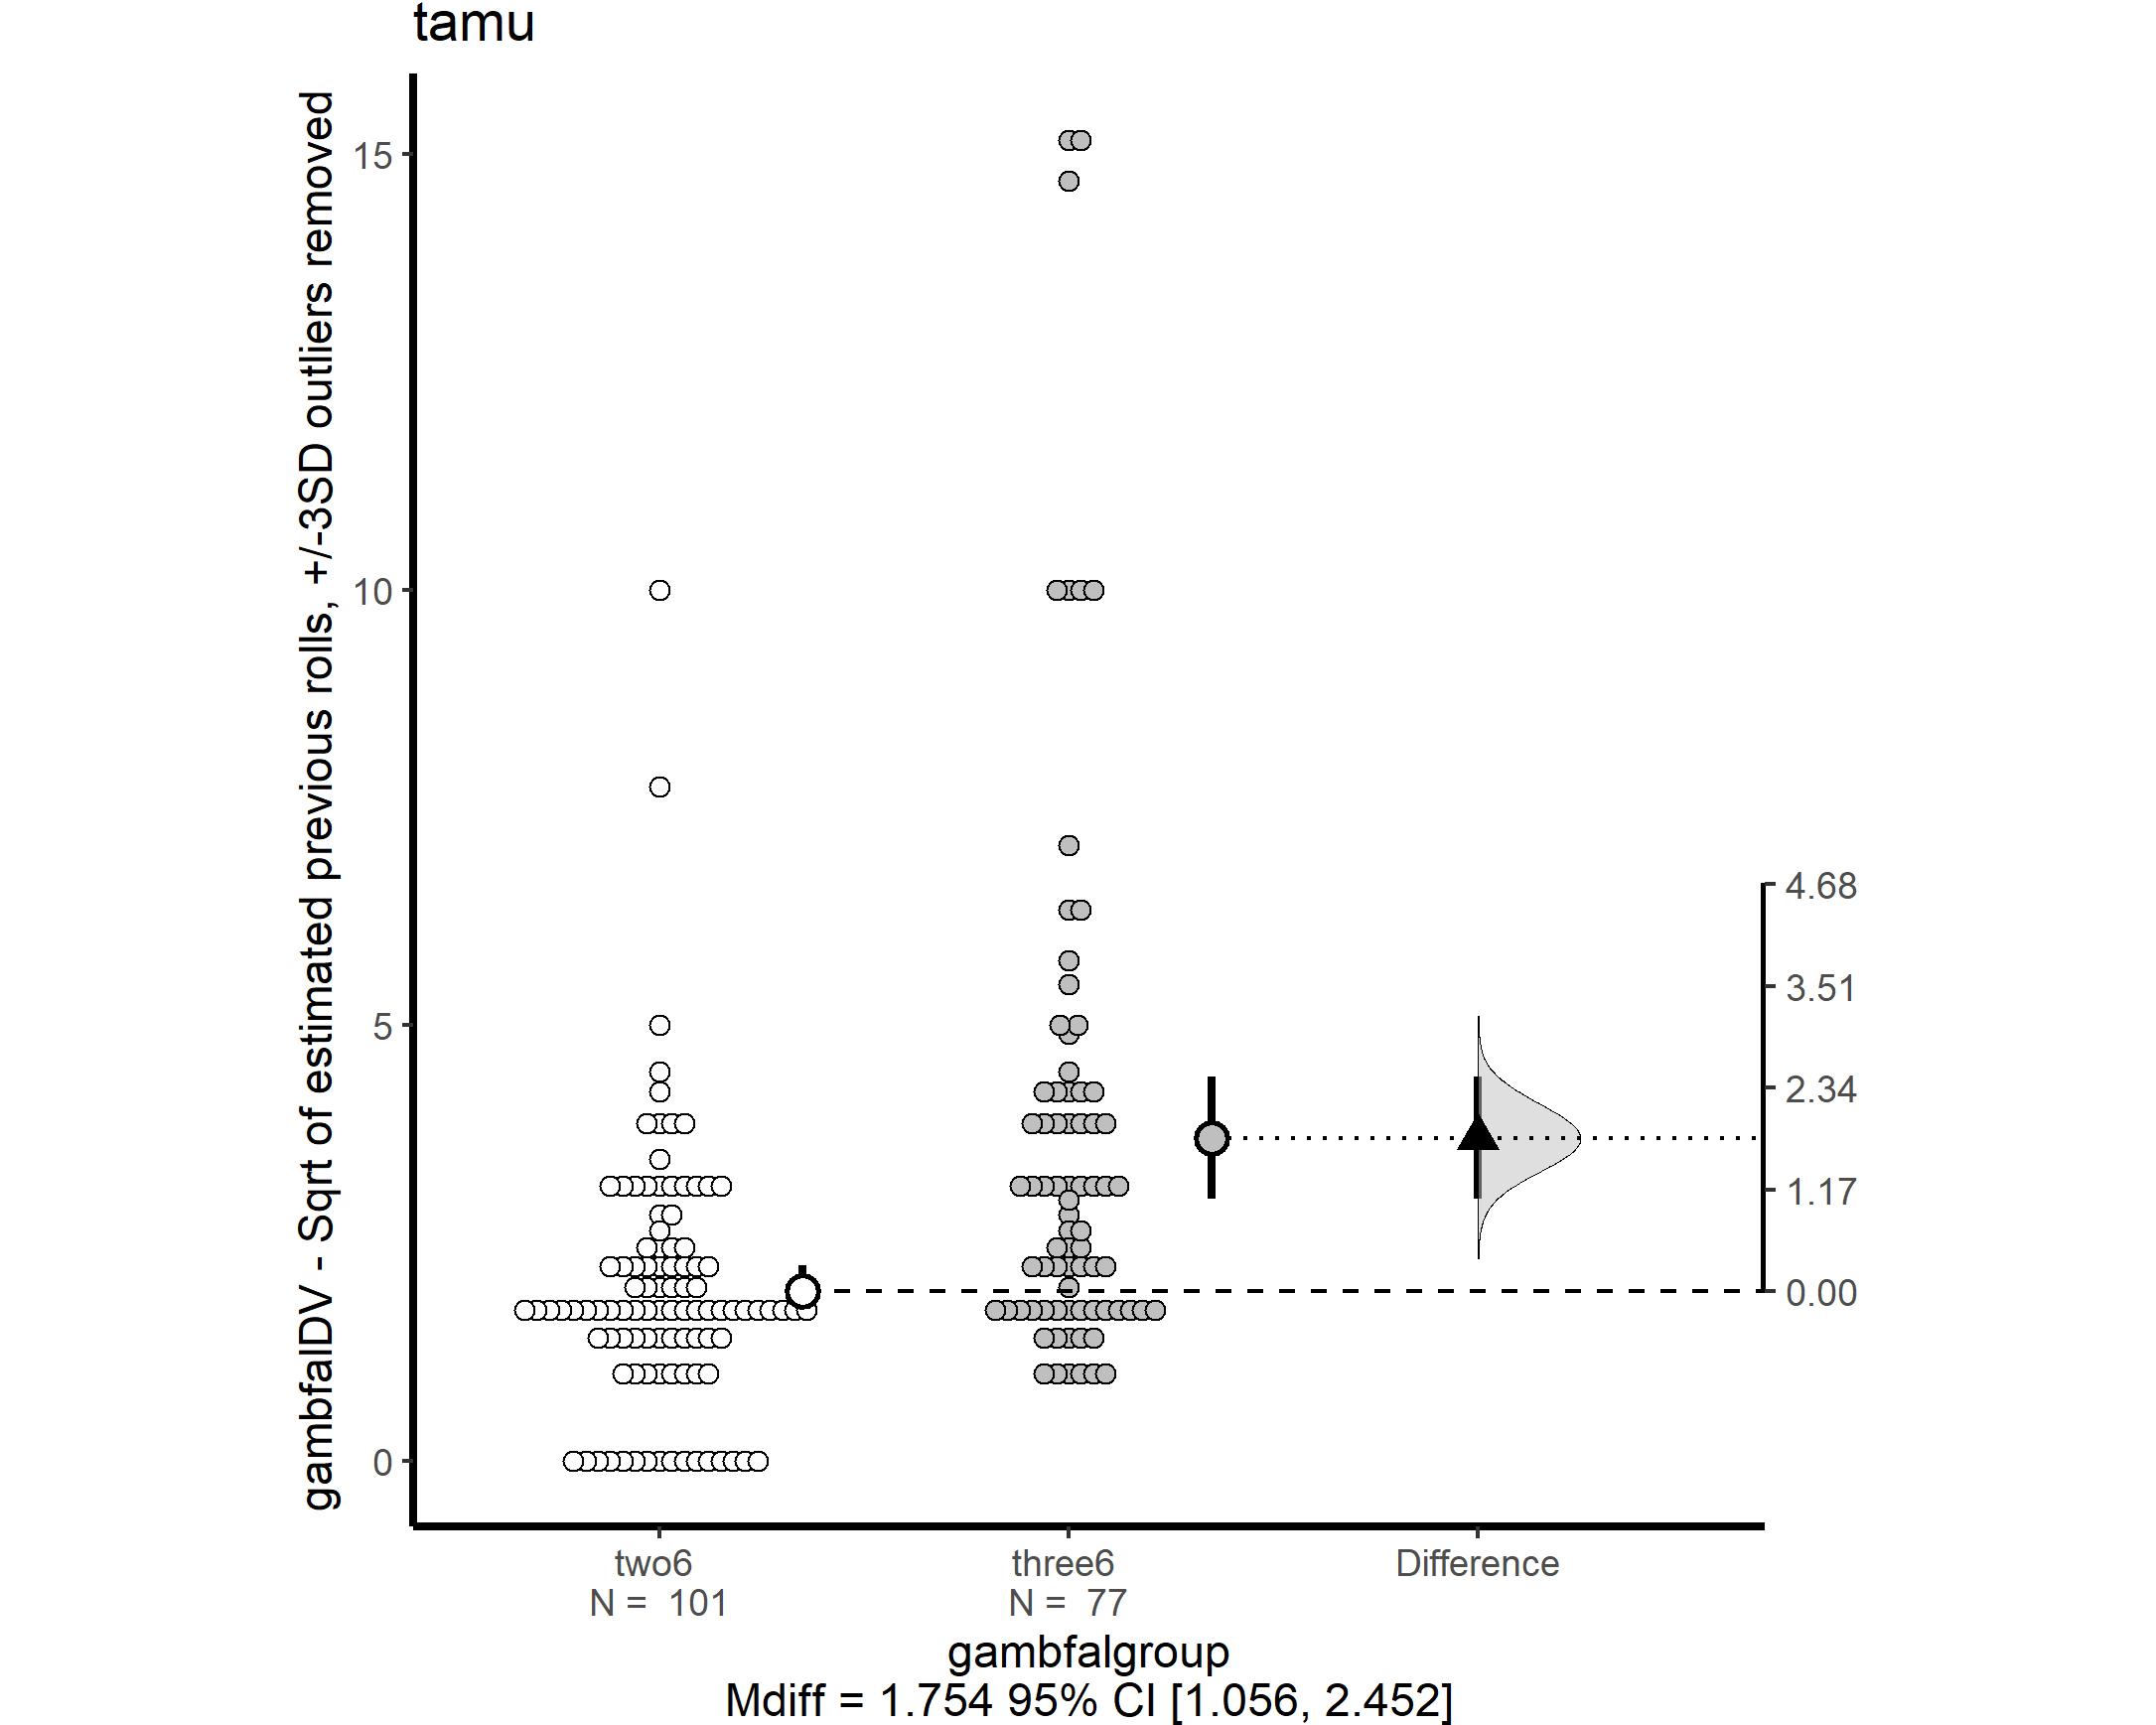 tamu
gambfalDV - Sqrt of estimated previous rolls, +/-3SD outliers removed
15
10
5
0
4.68
3.51
2.34
1.17
0.00
two6
N =  101
three6
N =  77
Difference
gambfalgroup
Mdiff = 1.754 95% CI [1.056, 2.452]